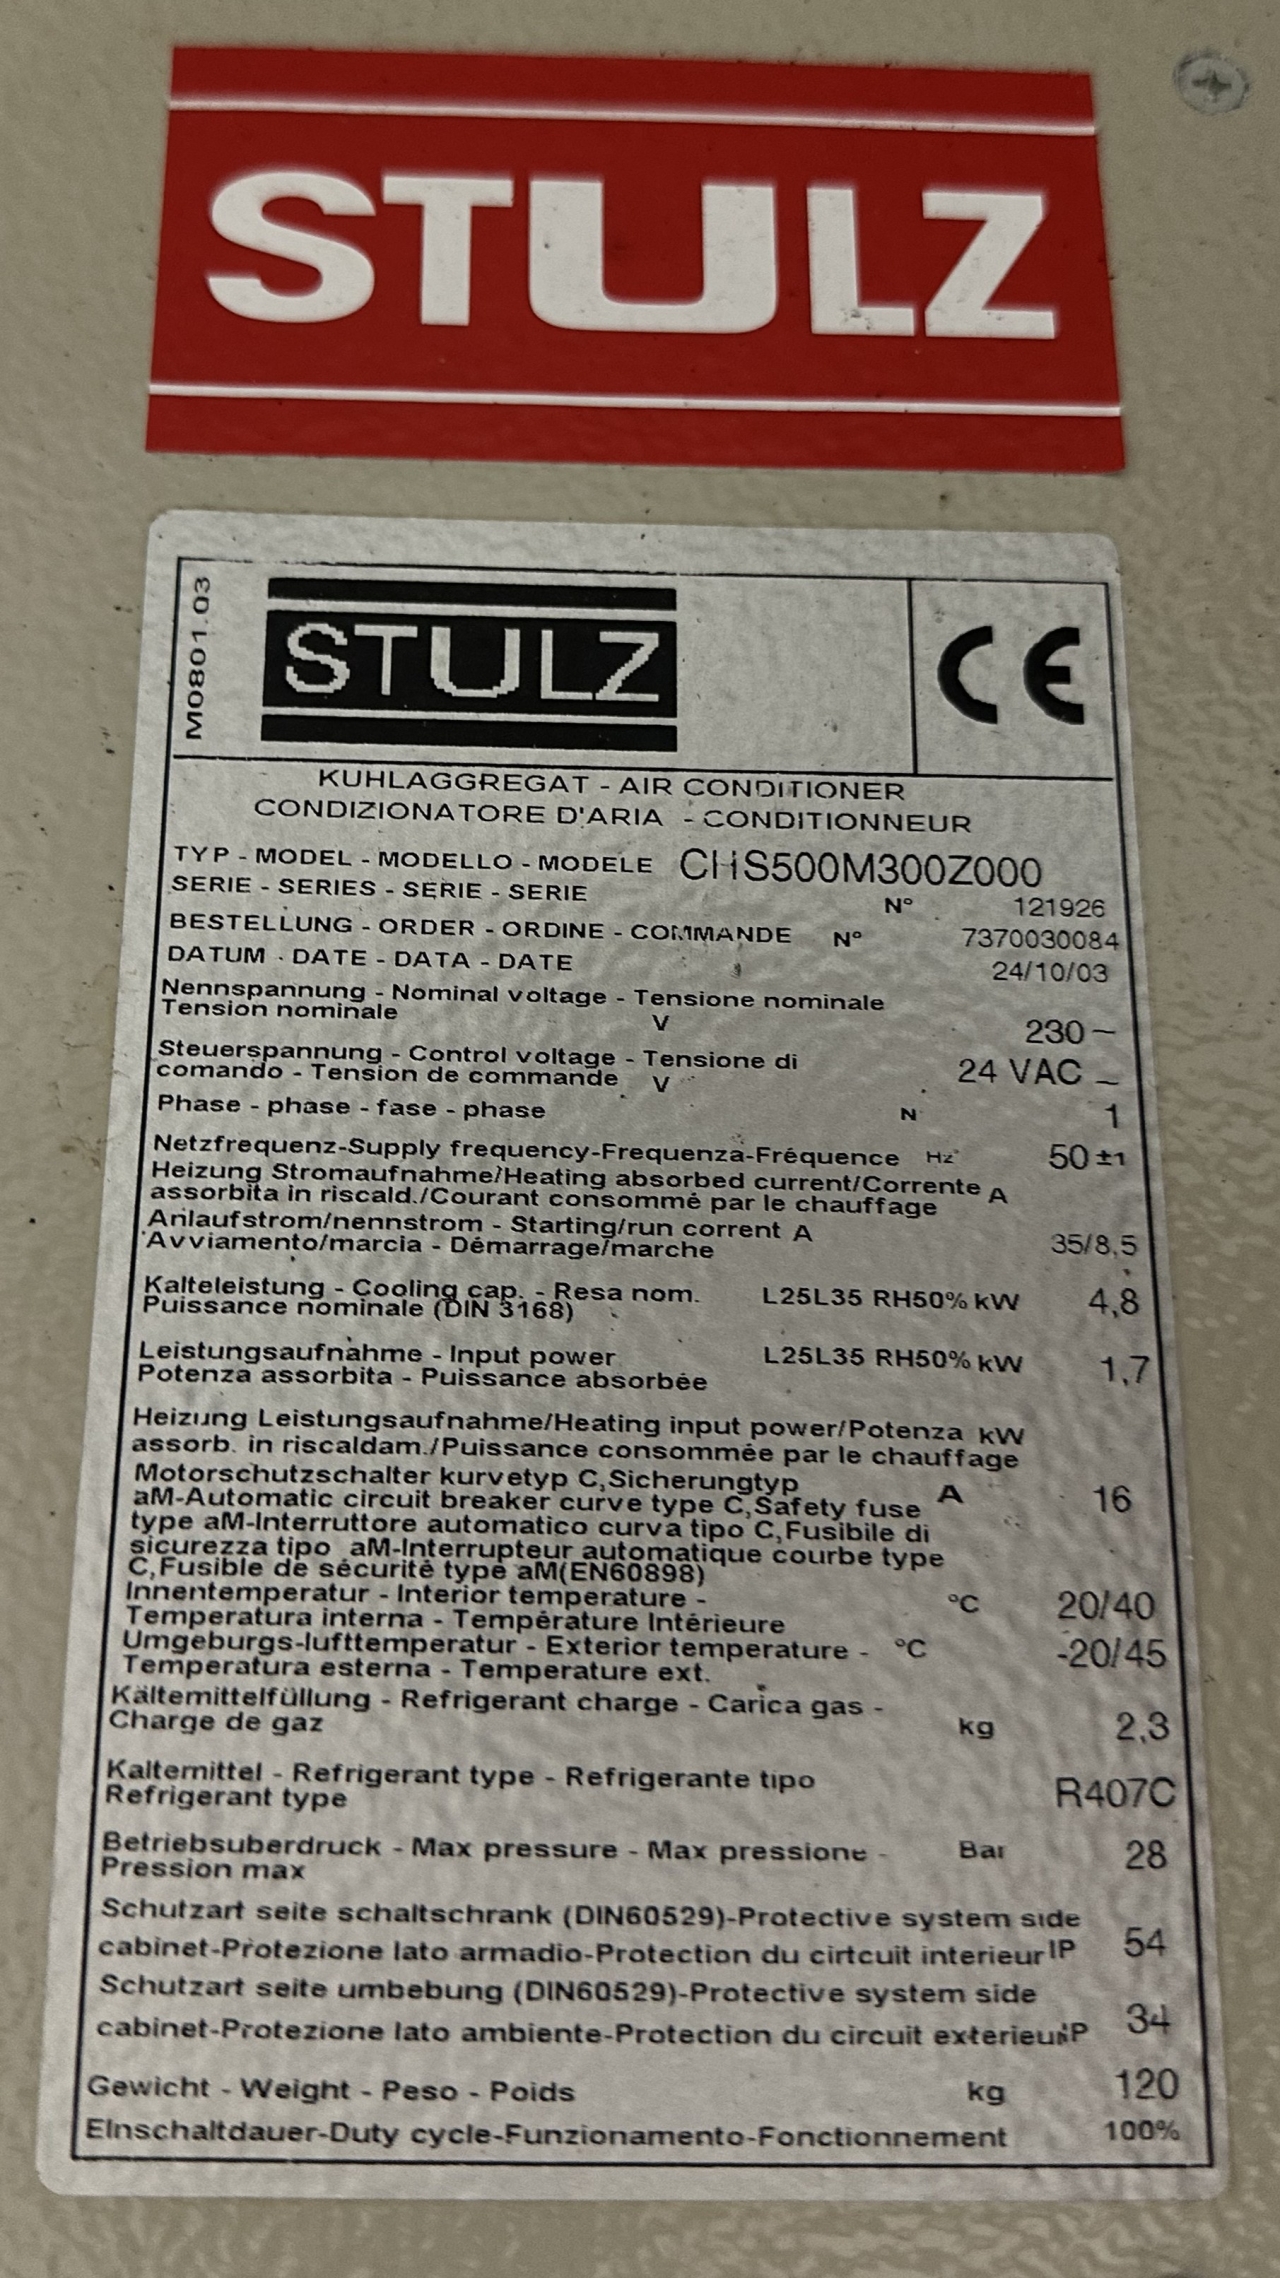 STULZ
M0801.03
STULZ
CE
KUHLAGGREGAT - AIR CONDITIONER
CONDIZIONATORE D'ARIA - CONDITIONNEUR
TYP - MODEL - MODELLO - MODELE CHS500M300Z000
SERIE - SERIES - SERIE - SERIE N° 121926
BESTELLUNG - ORDER - ORDINE - COMMANDE N° 7370030084
DATUM - DATE - DATA - DATE 24/10/03
Nennspannung - Nominal voltage - Tensione nominale
Tension nominale V 230~
Steuerspannung - Control voltage - Tensione di
comando - Tension de commande V 24 VAC ~
Phase - phase - fase - phase N 1
Netzfrequenz-Supply frequency-Frequenza-Fréquence Hz 50 ±1
Heizung Stromaufnahme/Heating absorbed current/Corrente A
assorbita in riscald./Courant consommé par le chauffage
Anlaufstrom/nennstrom - Starting/run corrent A
Avviamento/marcia - Démarrage/marche 35/8,5
Kalteleistung - Cooling cap. - Resa nom. L25L35 RH50% kW 4,8
Puissance nominale (DIN 3168)
Leistungsaufnahme - Input power L25L35 RH50% kW 1,7
Potenza assorbita - Puissance absorbée
Heizung Leistungsaufnahme/Heating input power/Potenza kW
assorb. in riscaldam./Puissance consommée par le chauffage
Motorschutzschalter kurvetyp C,Sicherungtyp A 16
aM-Automatic circuit breaker curve type C,Safety fuse
type aM-Interruttore automatico curva tipo C,Fusibile di
sicurezza tipo aM-Interrupteur automatique courbe type
C,Fusible de sécurité type aM(EN60898)
Innentemperatur - Interior temperature - °C 20/40
Temperatura interna - Température Intérieure
Umgeburgs-lufttemperatur - Exterior temperature - °C -20/45
Temperatura esterna - Temperature ext.
Kältemittelfüllung - Refrigerant charge - Carica gas -
Charge de gaz kg 2,3
Kaltemittel - Refrigerant type - Refrigerante tipo
Refrigerant type R407C
Betriebsuberdruck - Max pressure - Max pressione - Bar 28
Pression max
Schutzart seite schaltschrank (DIN60529)-Protective system side
cabinet-Protezione lato armadio-Protection du cirtcuit interieur IP 54
Schutzart seite umbebung (DIN60529)-Protective system side
cabinet-Protezione lato ambiente-Protection du circuit exterieur IP 34
Gewicht - Weight - Peso - Poids kg 120
EInschaltdauer-Duty cycle-Funzionamento-Fonctionnement 100%